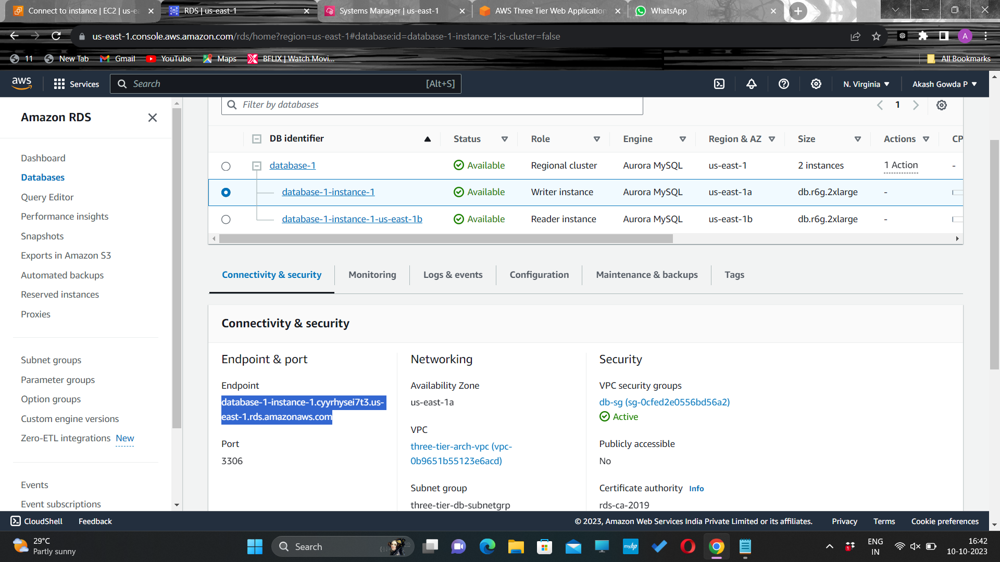 Connect to instance | EC2 | us-ea
RDS | us-east-1
Systems Manager | us-east-1
AWS Three Tier Web Application
WhatsApp
us-east-1.console.aws.amazon.com/rds/home?region=us-east-1#database:id=database-1-instance-1;is-cluster=false
A
11
New Tab
Gmail
YouTube
Maps
BFLIX | Watch Movi...
All Bookmarks
aws
Services
Search
[Alt+S]
N. Virginia
Akash Gowda P
Amazon RDS
Dashboard
Databases
Query Editor
Performance insights
Snapshots
Exports in Amazon S3
Automated backups
Reserved instances
Proxies
Subnet groups
Parameter groups
Option groups
Custom engine versions
Zero-ETL integrations New
Events
Event subscriptions
Filter by databases
1
DB identifier Status Role Engine Region & AZ Size Actions CP
database-1 Available Regional cluster Aurora MySQL us-east-1 2 instances 1 Action -
database-1-instance-1 Available Writer instance Aurora MySQL us-east-1a db.r6g.2xlarge -
database-1-instance-1-us-east-1b Available Reader instance Aurora MySQL us-east-1b db.r6g.2xlarge -
Connectivity & security
Monitoring
Logs & events
Configuration
Maintenance & backups
Tags
Connectivity & security
Endpoint & port
Endpoint
database-1-instance-1.cyyrhysei7t3.us-
east-1.rds.amazonaws.com
Port
3306
Networking
Availability Zone
us-east-1a
VPC
three-tier-arch-vpc (vpc-
0b9651b55123e6acd)
Subnet group
three-tier-db-subnetgrp
Security
VPC security groups
db-sg (sg-0cfed2e0556bd56a2)
Active
Publicly accessible
No
Certificate authority Info
rds-ca-2019
CloudShell
Feedback
© 2023, Amazon Web Services India Private Limited or its affiliates.
Privacy
Terms
Cookie preferences
29°C
Partly sunny
Search
myhp
1
ENG
IN
16:42
10-10-2023